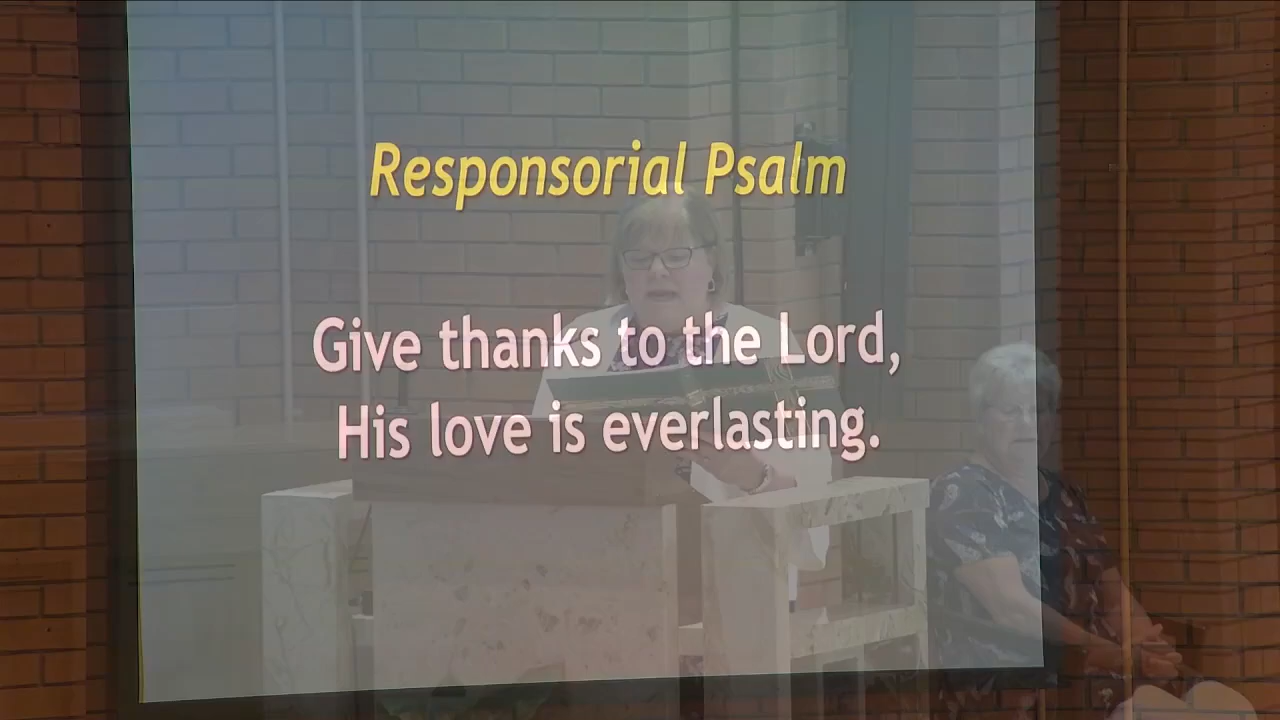 Responsorial Psalm
Give thanks to the Lord,
His love is everlasting.